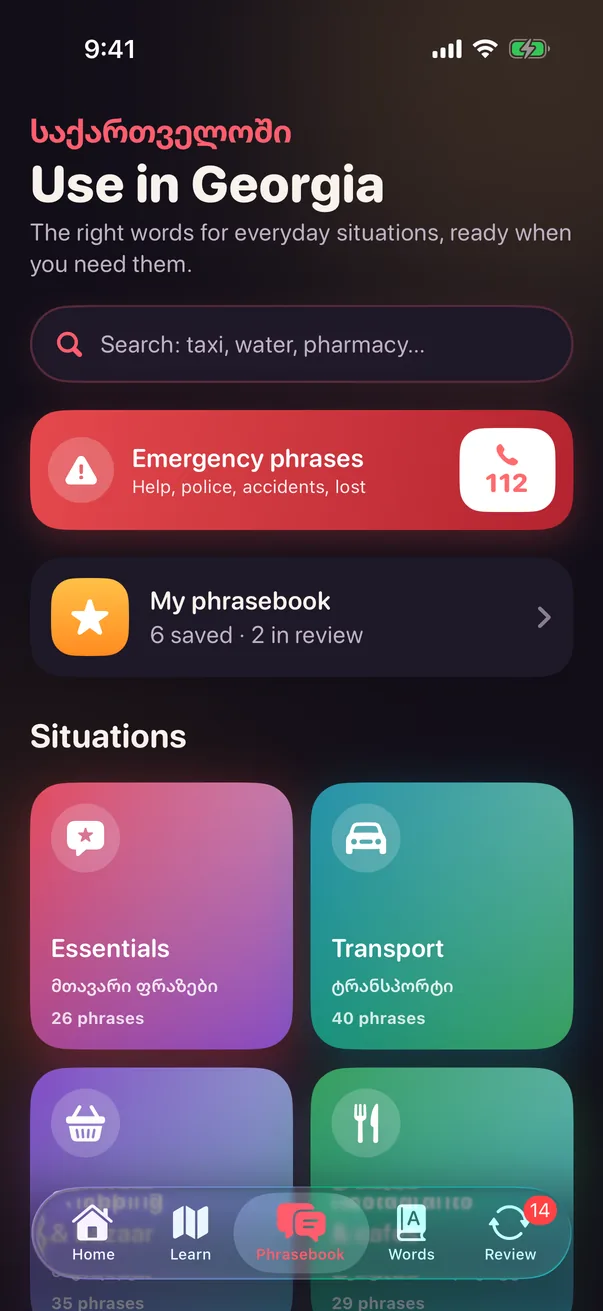 9:41
საქართველოში
Use in Georgia
The right words for everyday situations, ready when
you need them.
Search: taxi, water, pharmacy...
Emergency phrases
Help, police, accidents, lost
112
My phrasebook
6 saved · 2 in review
Situations
Essentials
მთავარი ფრაზები
26 phrases
Transport
ტრანსპორტი
40 phrases
Home
Learn
Phrasebook
Words
Review
14
35 phrases
29 phrases